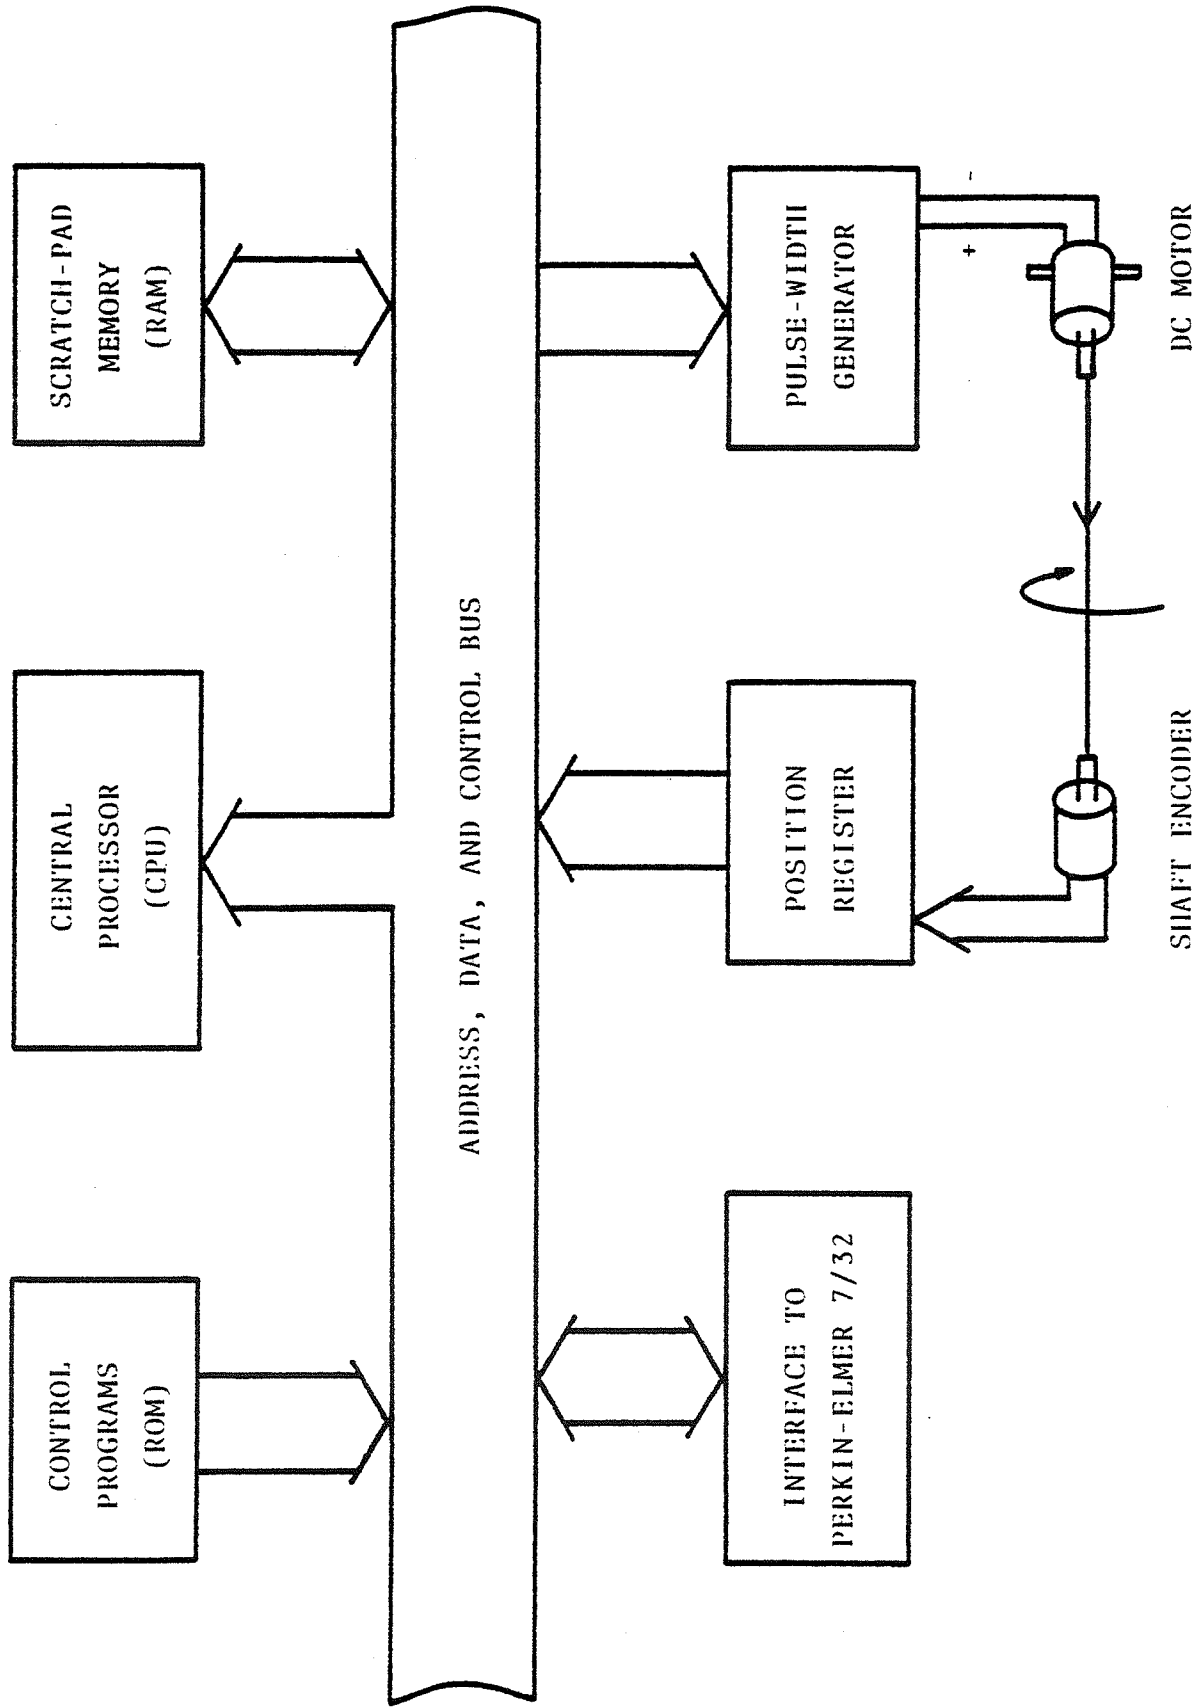 CONTROL
PROGRAMS
(ROM)
CENTRAL
PROCESSOR
(CPU)
SCRATCH-PAD
MEMORY
(RAM)
ADDRESS, DATA, AND CONTROL BUS
INTERFACE TO
PERKIN-ELMER 7/32
POSITION
REGISTER
PULSE-WIDTH
GENERATOR
+ -
SHAFT ENCODER
DC MOTOR